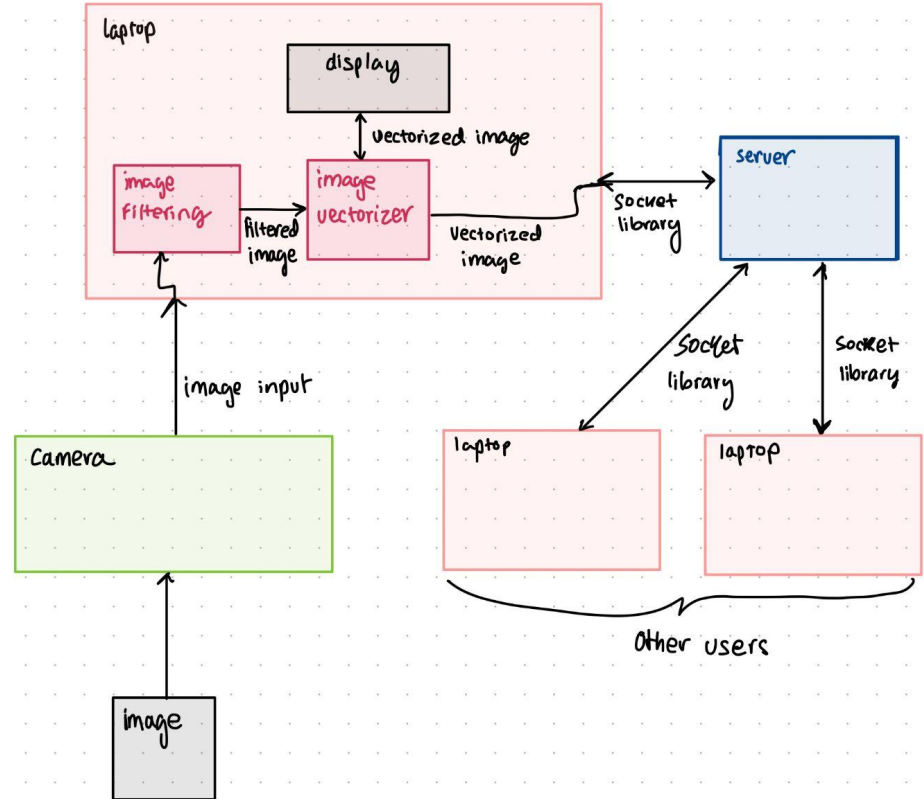 laptop
display
vectorized image
image
filtering
filtered
image
image
vectorizer
vectorized
image
socket
library
server
image input
socket
library
socket
library
Camera
laptop
laptop
Other users
image